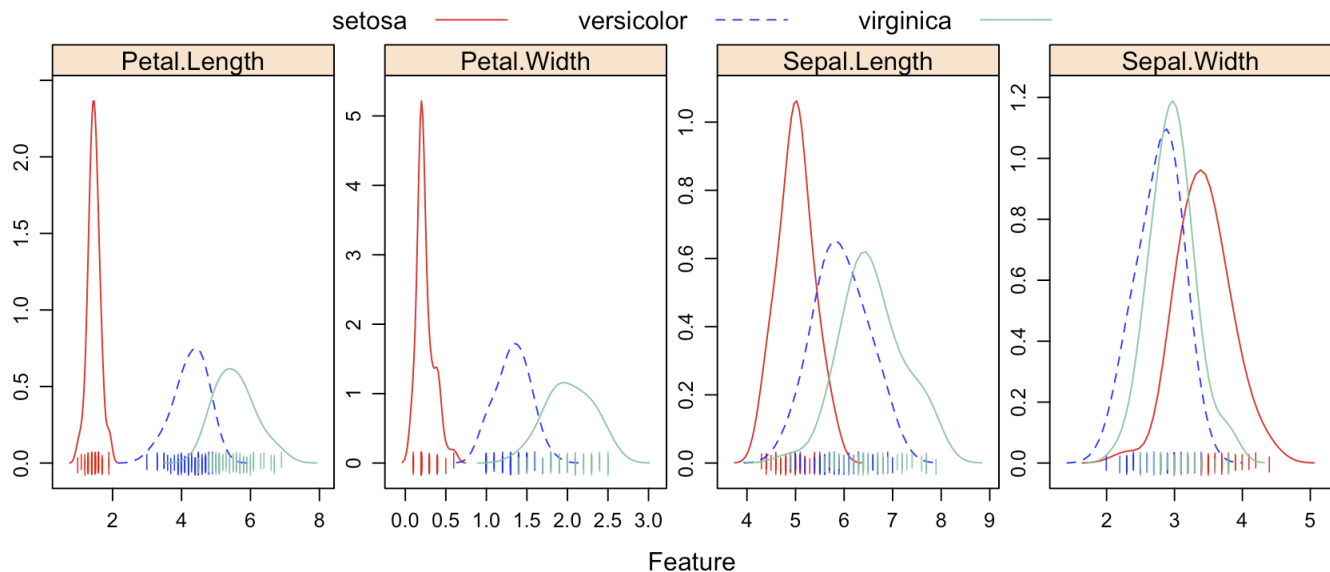 setosa versicolor virginica
Petal.Length Petal.Width Sepal.Length Sepal.Width
0.0 0.5 1.0 1.5 2.0
2 4 6 8
0 1 2 3 4 5
0.0 0.5 1.0 1.5 2.0 2.5 3.0
0.0 0.2 0.4 0.6 0.8 1.0
4 5 6 7 8 9
0.0 0.2 0.4 0.6 0.8 1.0 1.2
2 3 4 5
Feature